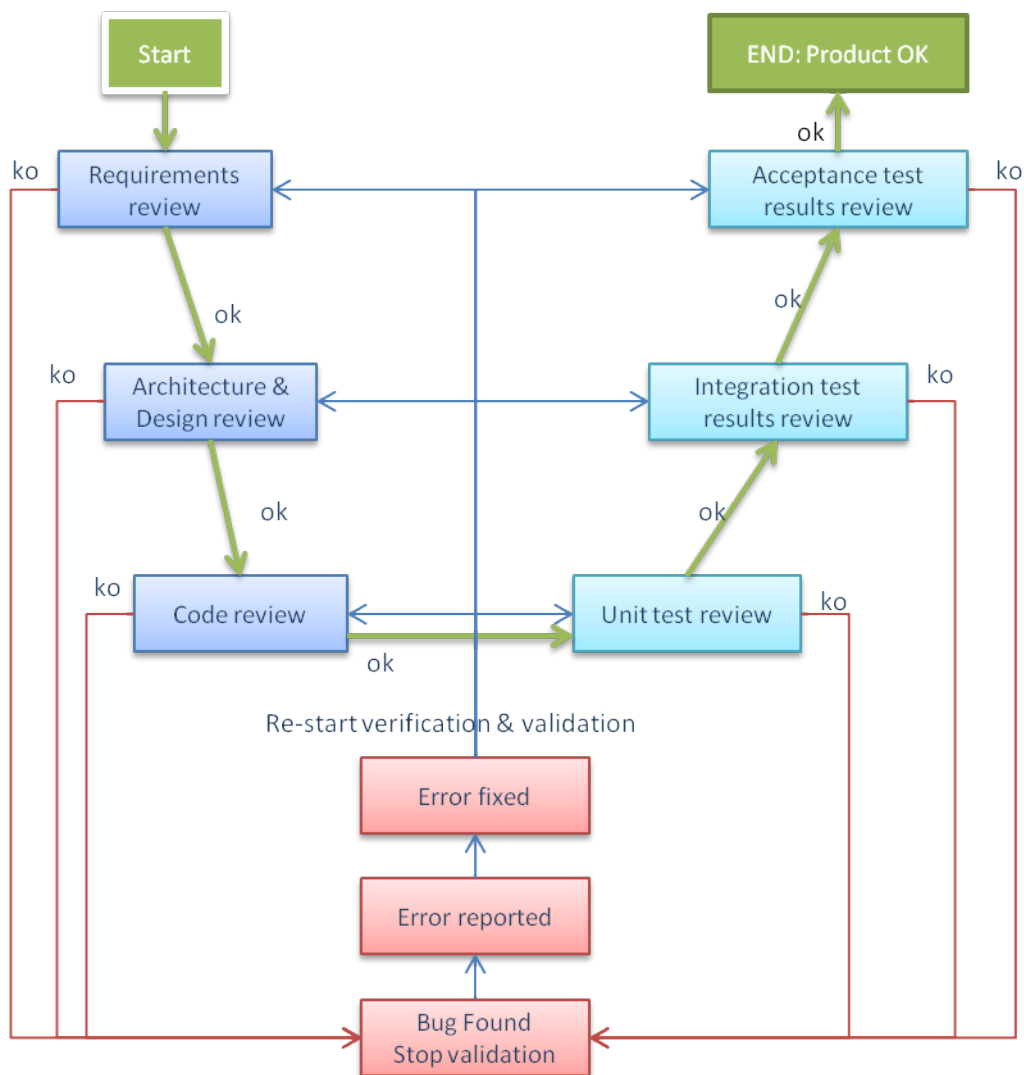 Start
END: Product OK
ok
ko
Requirements
review
Acceptance test
results review
ko
ok
ok
ko
Architecture &
Design review
Integration test
results review
ko
ok
ok
ko
Code review
Unit test review
ko
ok
Re-start verification & validation
Error fixed
Error reported
Bug Found
Stop validation